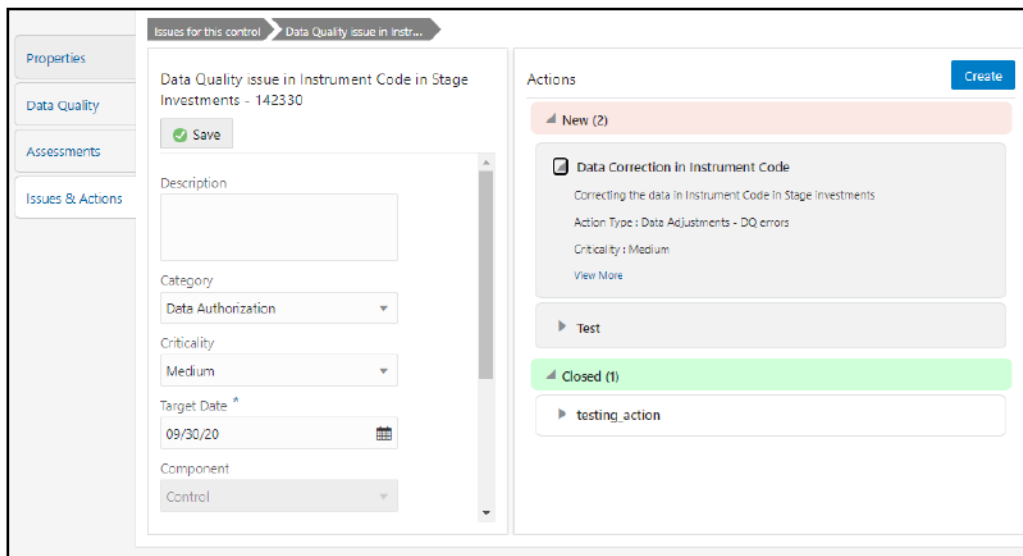 Issues for this control
Data Quality issue in Instr...
Properties
Data Quality
Assessments
Issues & Actions
Data Quality issue in Instrument Code in Stage
Investments - 142330
Save
Description
Category
Data Authorization
Criticality
Medium
Target Date *
09/30/20
Component
Control
Actions
Create
New (2)
Data Correction in Instrument Code
Correcting the data in Instrument Code in Stage Investments
Action Type : Data Adjustments - DQ errors
Criticality : Medium
View More
Test
Closed (1)
testing_action